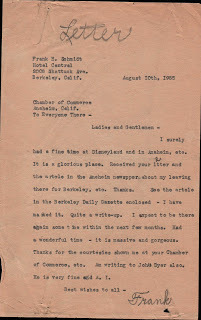 Letter
Frank E. Schmidt
Hotel Central
2008 Shattuck Ave.
Berkeley, Calif.
August 10th, 1955
Chamber of Commerce
Anaheim, Calif.
To Everyone There -
Ladies and Gentlemen -
I surely
had a fine time at Disneyland and in Anaheim, etc.
It is a glorious place. Received your letter and
the article in the Anaheim newspaper about my leaving
there for Berkeley, etc. Thanks. See the article
in the Berkeley Daily Gazette enclosed - I have
marked it. Quite a write-up. I expect to be there
again some time within the next few months. Had
a wonderful time - it is massive and gorgeous.
Thanks for the courtesies shown us at your Chamber
of Commerce, etc. Am writing to John Dyer also.
He is very fine and A. 1.
Best wishes to all -
Frank